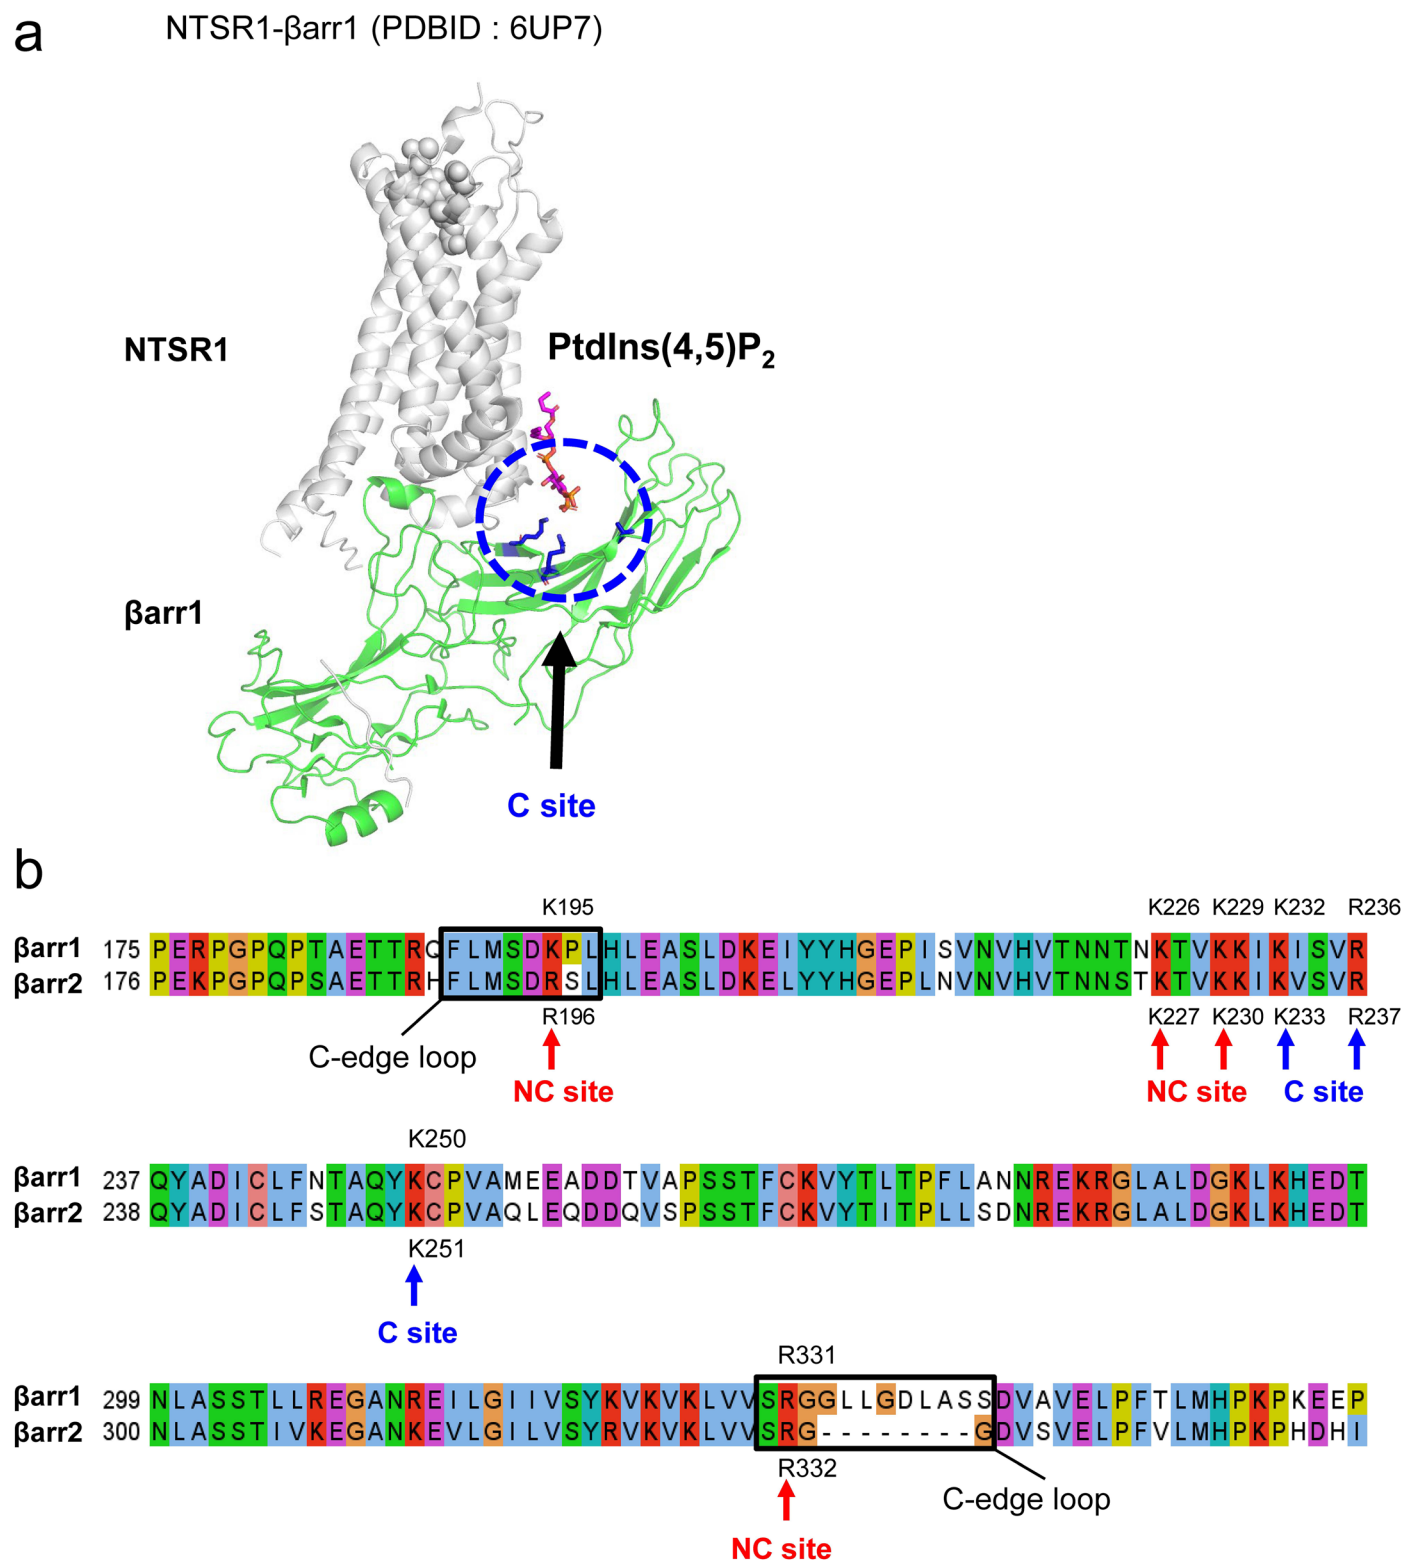 a
NTSR1-βarr1 (PDBID : 6UP7)
NTSR1
PtdIns(4,5)P₂
βarr1
C site
b
K195 K226 K229 K232 R236
βarr1 175 PERPGPQPTAETTRQFLMSDKPLHLEASLDKEIYYHGEPISVNVHVTNNTNKTVKKIKISVR
βarr2 176 PEKPGPQPSAETTRHFLMSDRSLHLEASLDKELYYHGEPLNVNVHVTNNSTKTVKKIKVSVR
R196 K227 K230 K233 R237
C-edge loop
NC site NC site C site
K250
βarr1 237 QYADICLFNTAQYKCPVAMEEADDTVAPSSTFCKVYTLTPFLANNREKRGLALDGKLKHEDT
βarr2 238 QYADICLFSTAQYKCPVAQLEQDDQVSPSSTFCKVYTITPLLSDNREKRGLALDGKLKHEDT
K251
C site
R331
βarr1 299 NLASSTLLREGANREILGIIVSYKVKVKLVVSRGGLLGDLASSDVAVELPFTLMHPKPKEEP
βarr2 300 NLASSTIVKEGANKEVLGILVSYRVKVKLVVSRG--------GDVSVELPFVLMHPKPHDHI
R332
C-edge loop
NC site